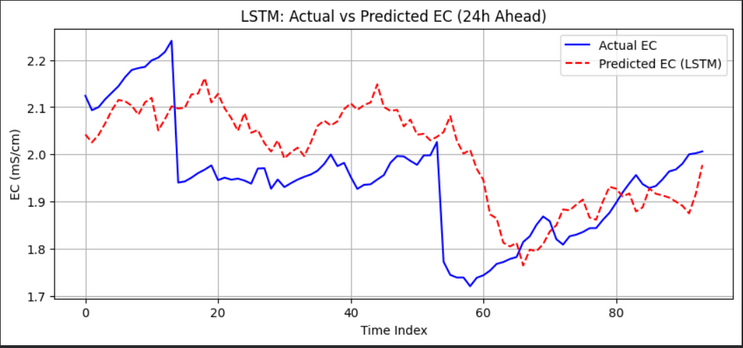 LSTM: Actual vs Predicted EC (24h Ahead)
Actual EC
Predicted EC (LSTM)
EC (mS/cm)
2.2
2.1
2.0
1.9
1.8
1.7
0 20 40 60 80
Time Index